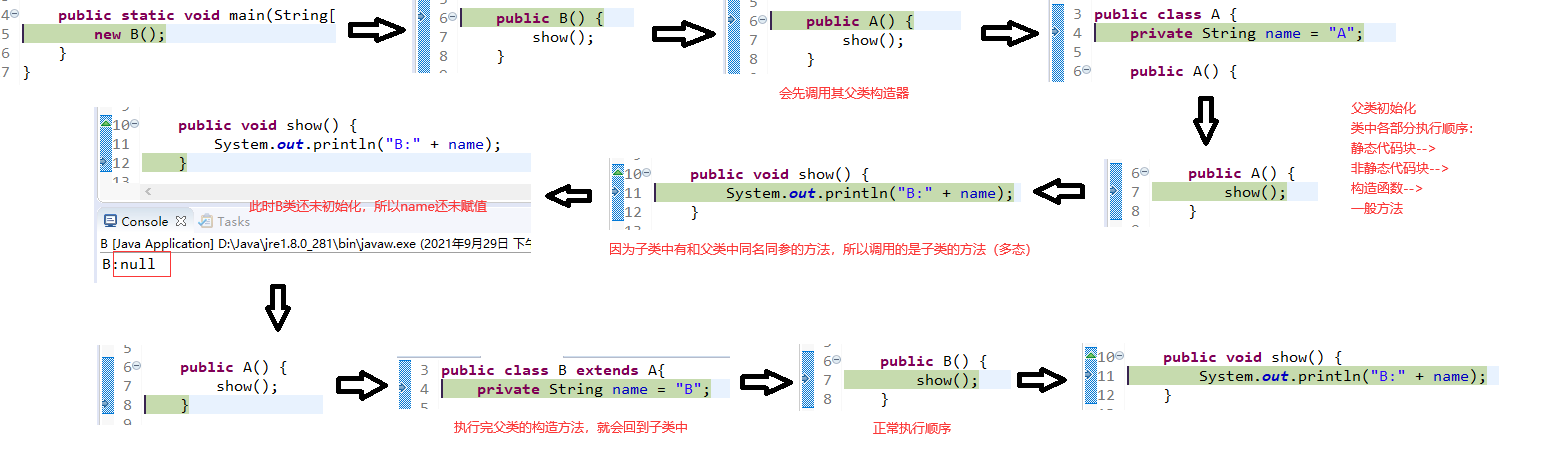 4 public static void main(String[
5 new B();
6 }
7 }
6 public B() {
7 show();
8 }
5
6 public A() {
7 show();
8 }
会先调用其父类构造器
3 public class A {
4 private String name = "A";
5
6 public A() {
父类初始化
类中各部分执行顺序:
静态代码块-->
非静态代码块-->
构造函数-->
一般方法
6 public A() {
7 show();
8 }
10 public void show() {
11 System.out.println("B:" + name);
12 }
因为子类中有和父类中同名同参的方法，所以调用的是子类的方法（多态）
10 public void show() {
11 System.out.println("B:" + name);
12 }
13
此时B类还未初始化，所以name还未赋值
Console Tasks
B [Java Application] D:\Java\jre1.8.0_281\bin\javaw.exe (2021年9月29日 下午
B:null
5
6 public A() {
7 show();
8 }
9
3 public class B extends A{
4 private String name = "B";
5
执行完父类的构造方法，就会回到子类中
6 public B() {
7 show();
8 }
正常执行顺序
10 public void show() {
11 System.out.println("B:" + name);
12 }